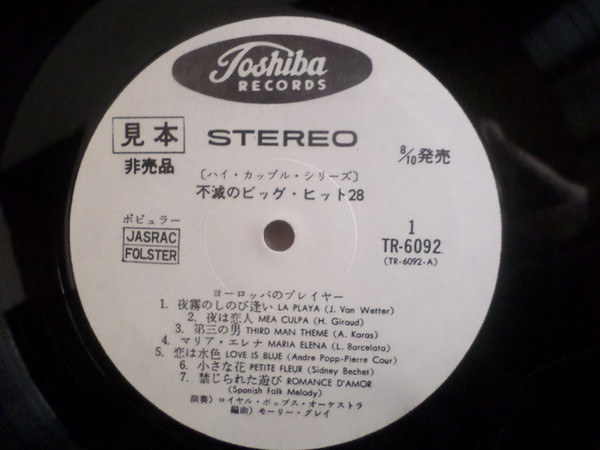 Toshiba
RECORDS
見本
非売品
STEREO
8/10発売
〔ハイ・カップル・シリーズ〕
不滅のビッグ・ヒット28
ポピュラー
JASRAC
FOLSTER
1
TR-6092
(TR-6092-A)
ヨーロッパのプレイヤー
1. 夜霧のしのび逢い LA PLAYA (J. Van Wetter)
2. 夜は恋人 MEA CULPA (H. Giraud)
3. 第三の男 THIRD MAN THEME (A. Karas)
4. マリア・エレナ MARIA ELENA (L. Barcelata)
5. 恋は水色 LOVE IS BLUE (Andre Popp-Pierre Cour)
6. 小さな花 PETITE FLEUR (Sidney Bechet)
7. 禁じられた遊び ROMANCE D'AMOR
(Spanish Folk Melody)
演奏) ロイヤル・ポップス・オーケストラ
編曲) モーリー・グレイ